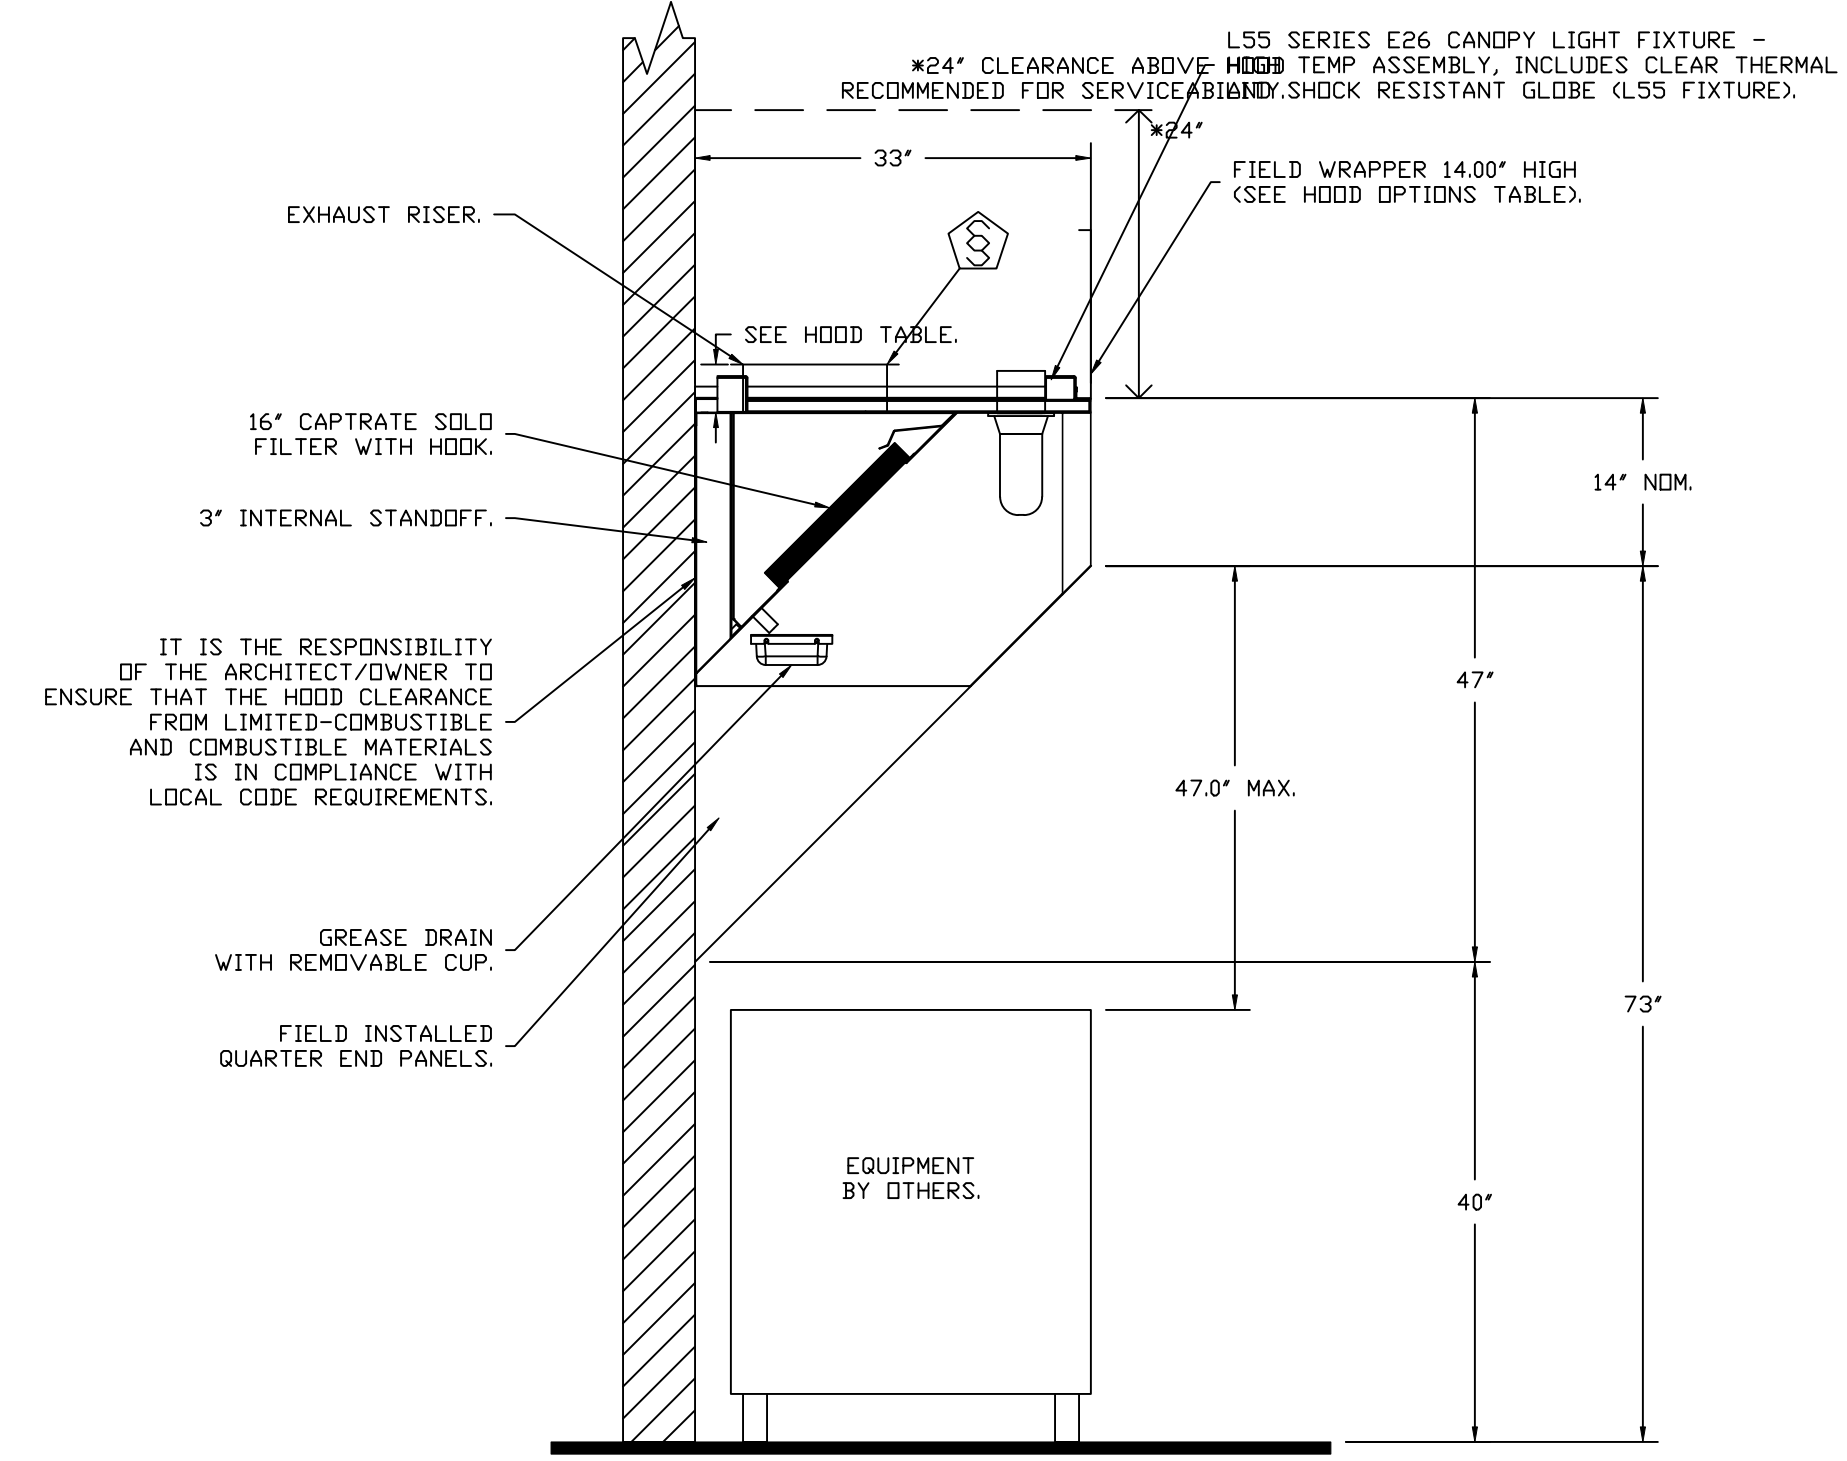 L55 SERIES E26 CANOPY LIGHT FIXTURE -
HIGH TEMP ASSEMBLY, INCLUDES CLEAR THERMAL
AND SHOCK RESISTANT GLOBE (L55 FIXTURE).
*24" CLEARANCE ABOVE HOOD
RECOMMENDED FOR SERVICEABILITY.
*24"
33"
FIELD WRAPPER 14.00" HIGH
(SEE HOOD OPTIONS TABLE).
EXHAUST RISER.
SEE HOOD TABLE.
16" CAPTRATE SOLO
FILTER WITH HOOK.
14" NOM.
3" INTERNAL STANDOFF.
IT IS THE RESPONSIBILITY
OF THE ARCHITECT/OWNER TO
ENSURE THAT THE HOOD CLEARANCE
FROM LIMITED-COMBUSTIBLE
AND COMBUSTIBLE MATERIALS
IS IN COMPLIANCE WITH
LOCAL CODE REQUIREMENTS.
47"
47.0" MAX.
GREASE DRAIN
WITH REMOVABLE CUP.
73"
FIELD INSTALLED
QUARTER END PANELS.
EQUIPMENT
BY OTHERS.
40"